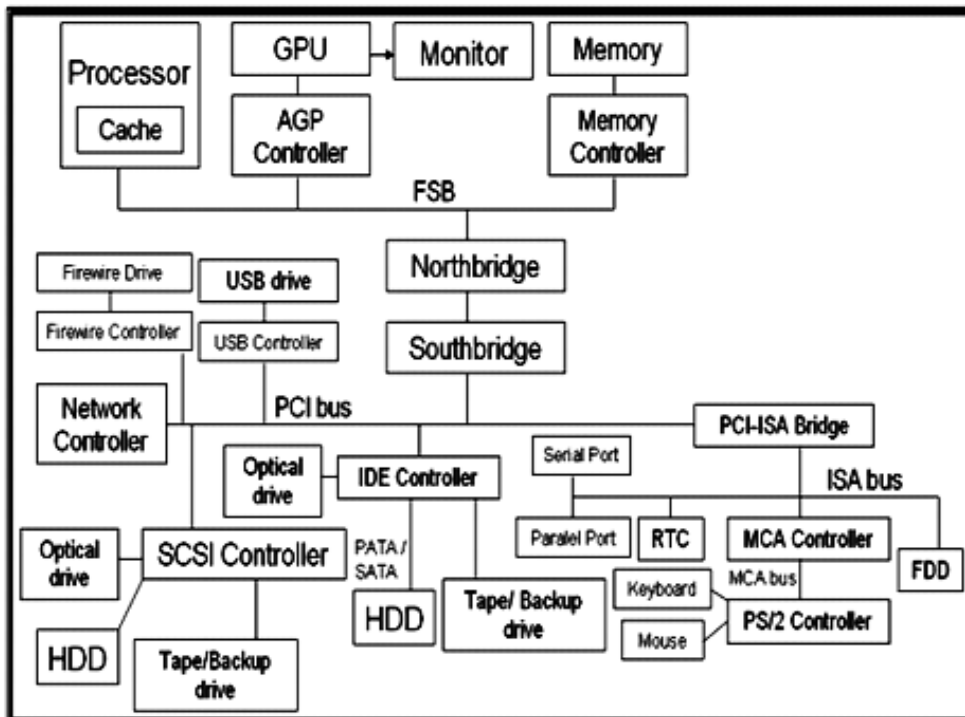 Processor
Cache
GPU
Monitor
Memory
AGP
Controller
Memory
Controller
FSB
Northbridge
Firewire Drive
USB drive
Firewire Controller
USB Controller
Southbridge
Network
Controller
PCI bus
PCI-ISA Bridge
Optical
drive
IDE Controller
Serial Port
ISA bus
Optical
drive
SCSI Controller
PATA /
SATA
HDD
Tape/ Backup
drive
Paralel Port
RTC
MCA Controller
FDD
MCA bus
Keyboard
Mouse
PS/2 Controller
HDD
Tape/Backup
drive